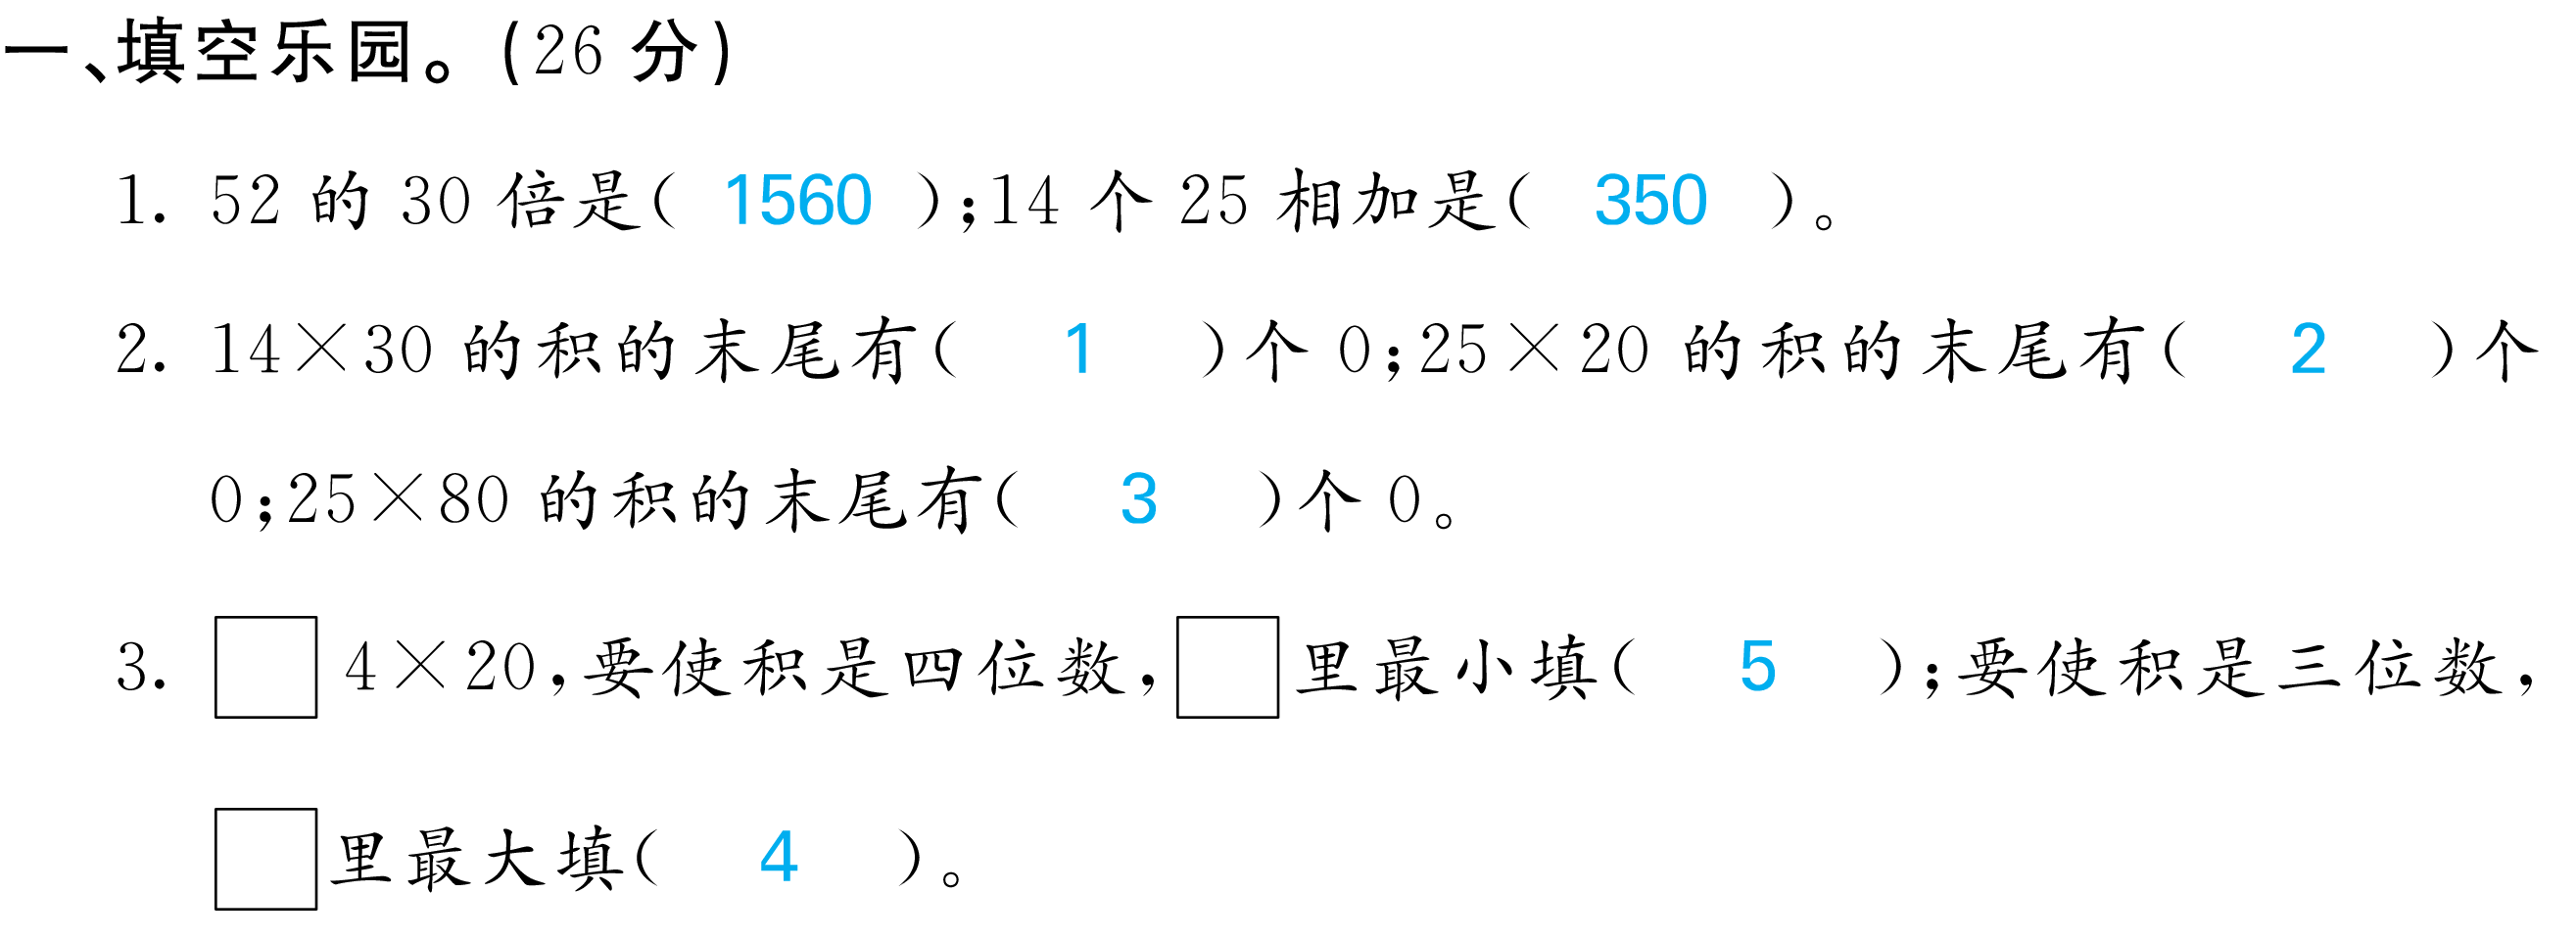 一、填空乐园。(26 分)
1. 52 的 30 倍是( 1560 );14 个 25 相加是( 350 )。
2. 14×30 的积的末尾有( 1 )个 0;25×20 的积的末尾有( 2 )个
0;25×80 的积的末尾有( 3 )个 0。
3. □ 4×20,要使积是四位数,□里最小填( 5 );要使积是三位数,
□里最大填( 4 )。